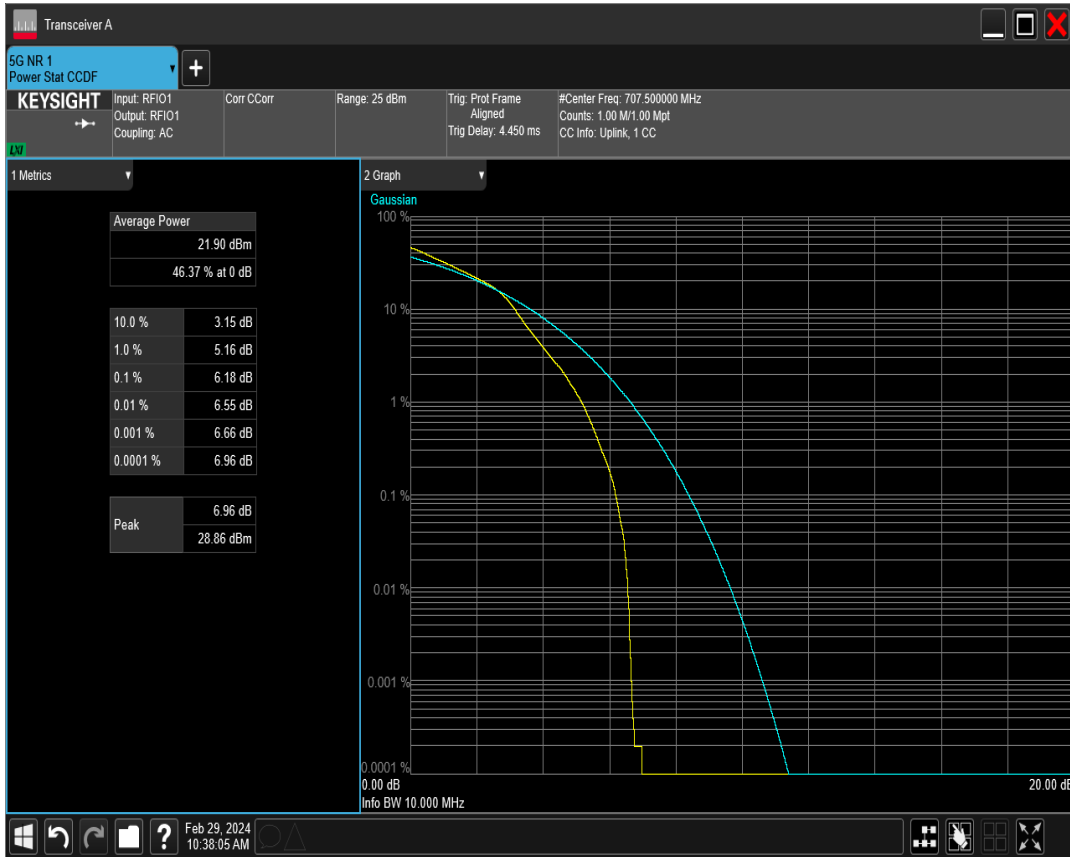 Transceiver A
5G NR 1
Power Stat CCDF
KEYSIGHT
LXI
Input: RFIO1
Output: RFIO1
Coupling: AC
Corr CCorr
Range: 25 dBm
Trig: Prot Frame
Aligned
Trig Delay: 4.450 ms
#Center Freq: 707.500000 MHz
Counts: 1.00 M/1.00 Mpt
CC Info: Uplink, 1 CC
1 Metrics
Average Power
21.90 dBm
46.37 % at 0 dB
10.0 % 3.15 dB
1.0 % 5.16 dB
0.1 % 6.18 dB
0.01 % 6.55 dB
0.001 % 6.66 dB
0.0001 % 6.96 dB
Peak
6.96 dB
28.86 dBm
2 Graph
Gaussian
100 %
10 %
1 %
0.1 %
0.01 %
0.001 %
0.0001 %
0.00 dB 20.00 dB
Info BW 10.000 MHz
? Feb 29, 2024
10:38:05 AM